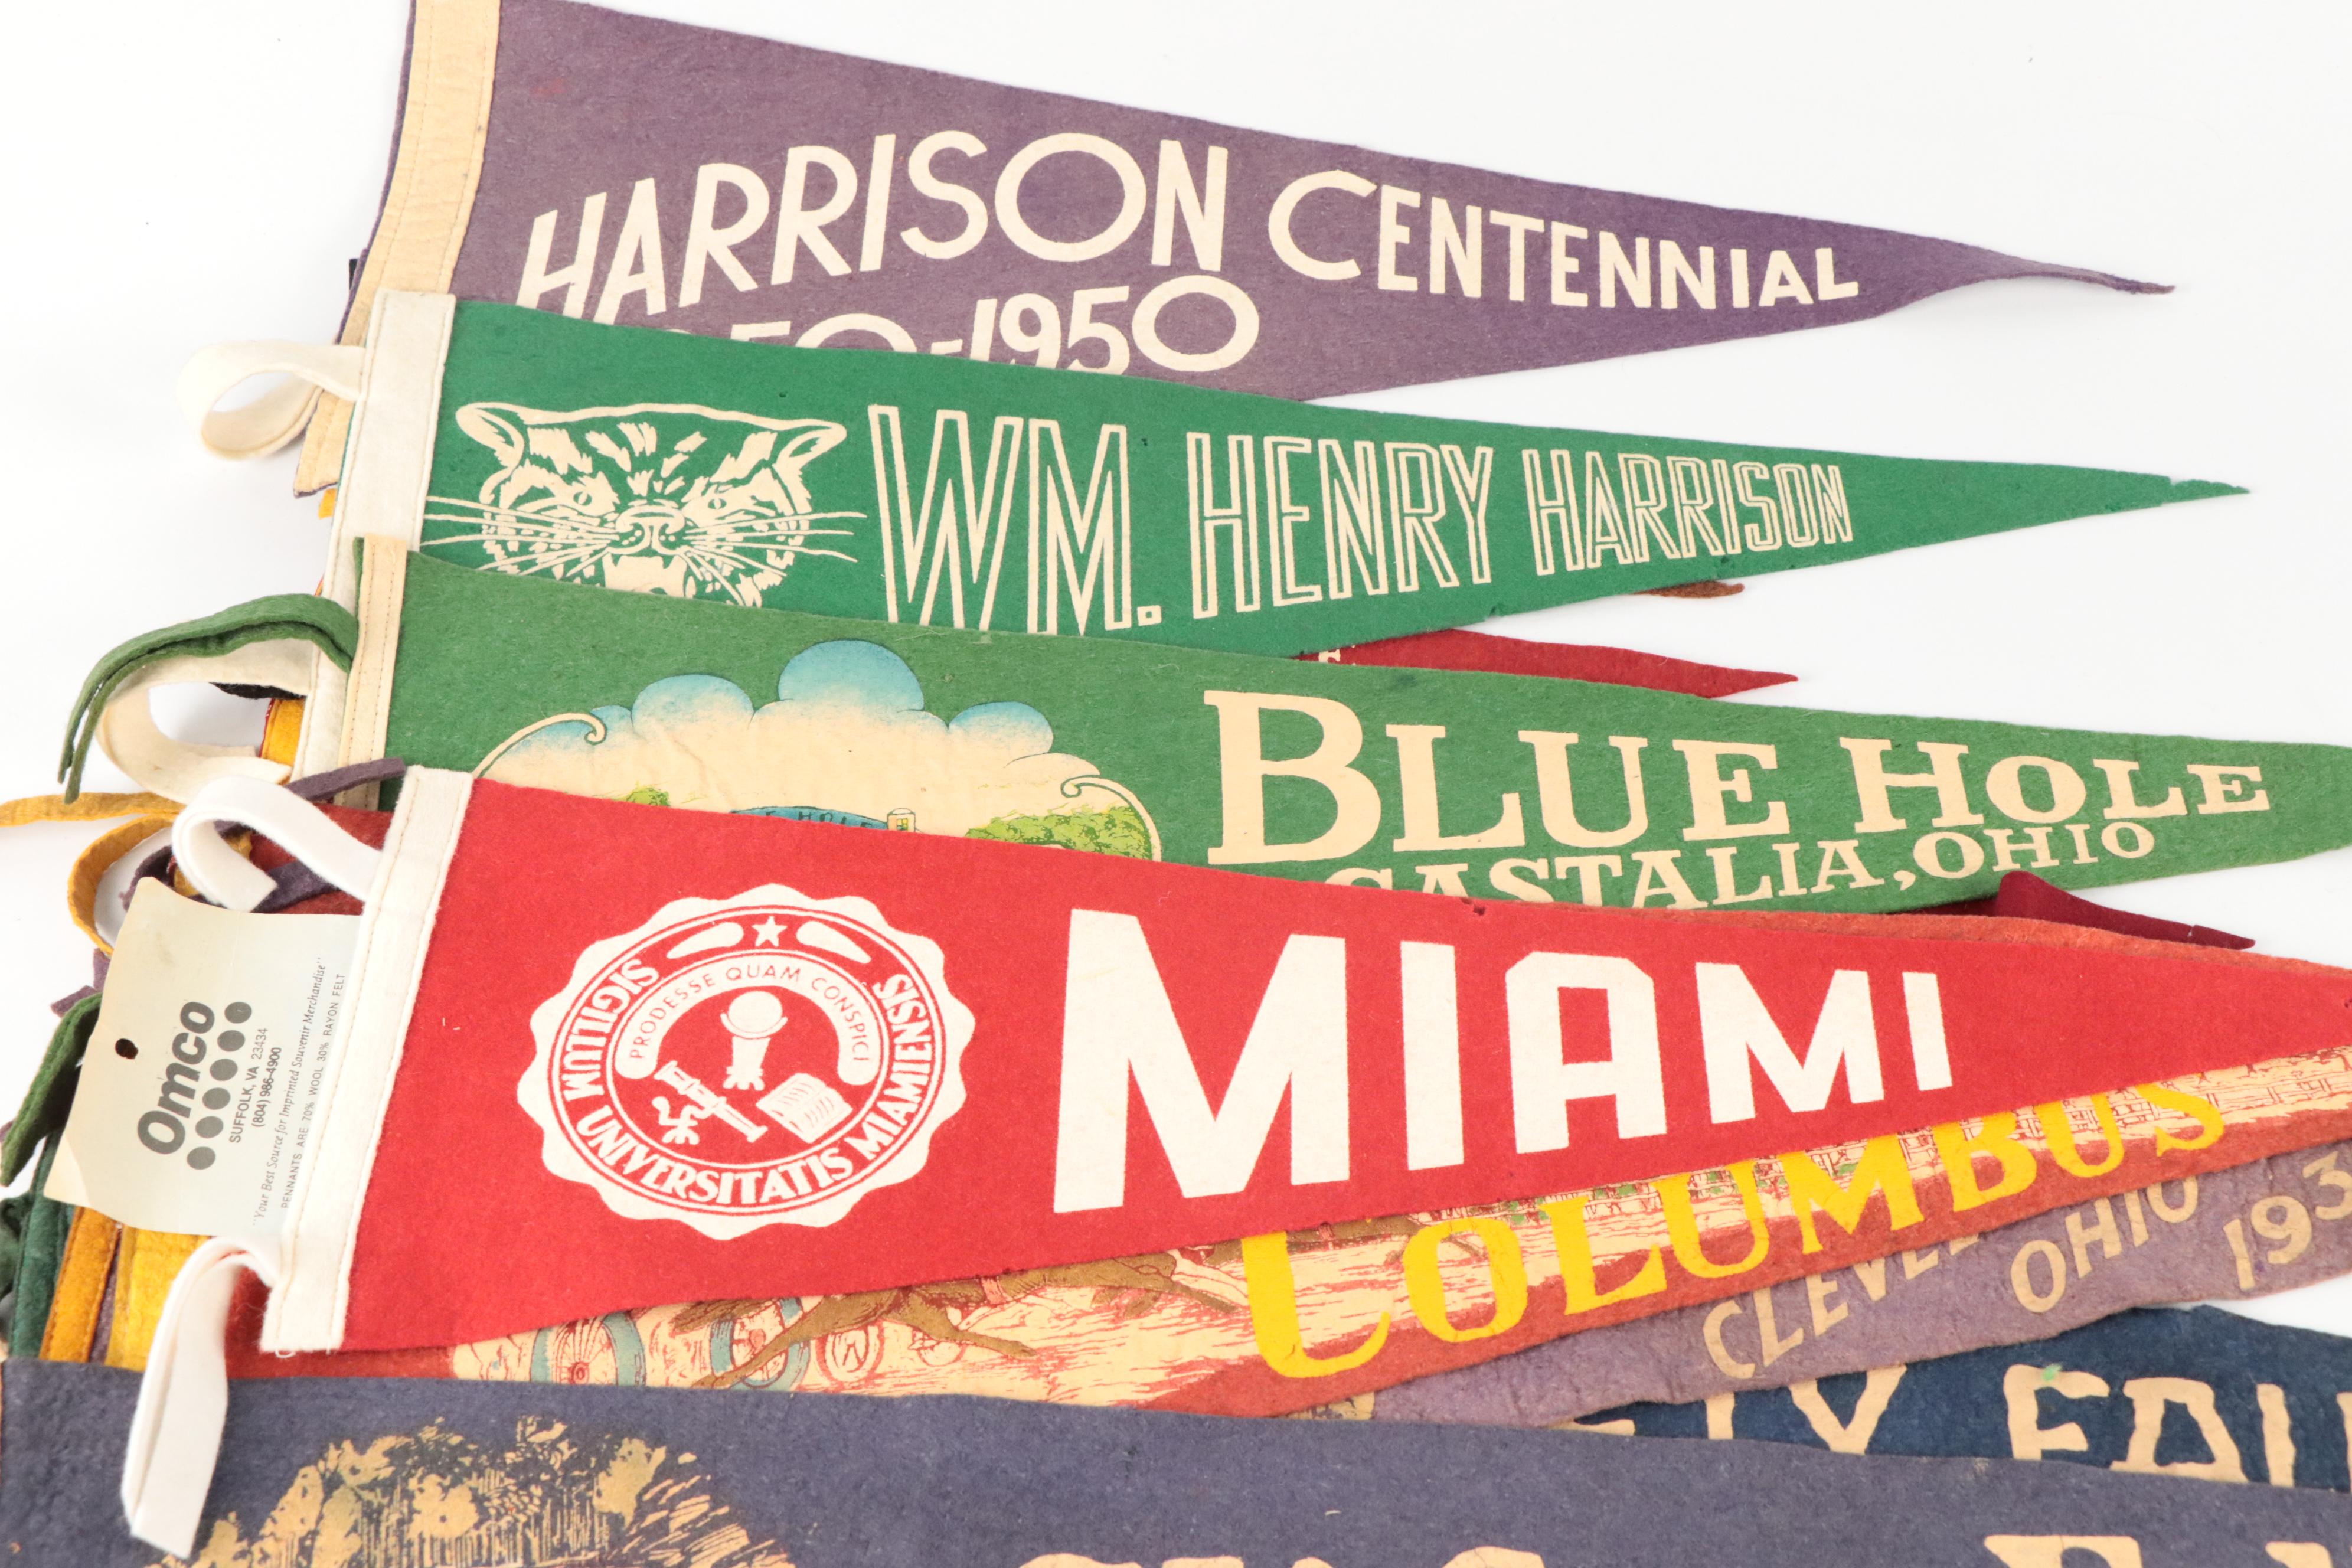 HARRISON CENTENNIAL
-1950
WM. HENRY HARRISON
BLUE HOLE
CASTALIA, OHIO
MIAMI
SIGILLUM UNIVERSITATIS MIAMIENSIS
PRODESSE QUAM CONSPICI
Omco
SUFFOLK, VA 23434
(804) 986-4900
"Your Best Source for Imprinted Souvenir Merchandise"
PENNANTS ARE 70% WOOL 30% RAYON FELT
COLUMBUS
OHIO